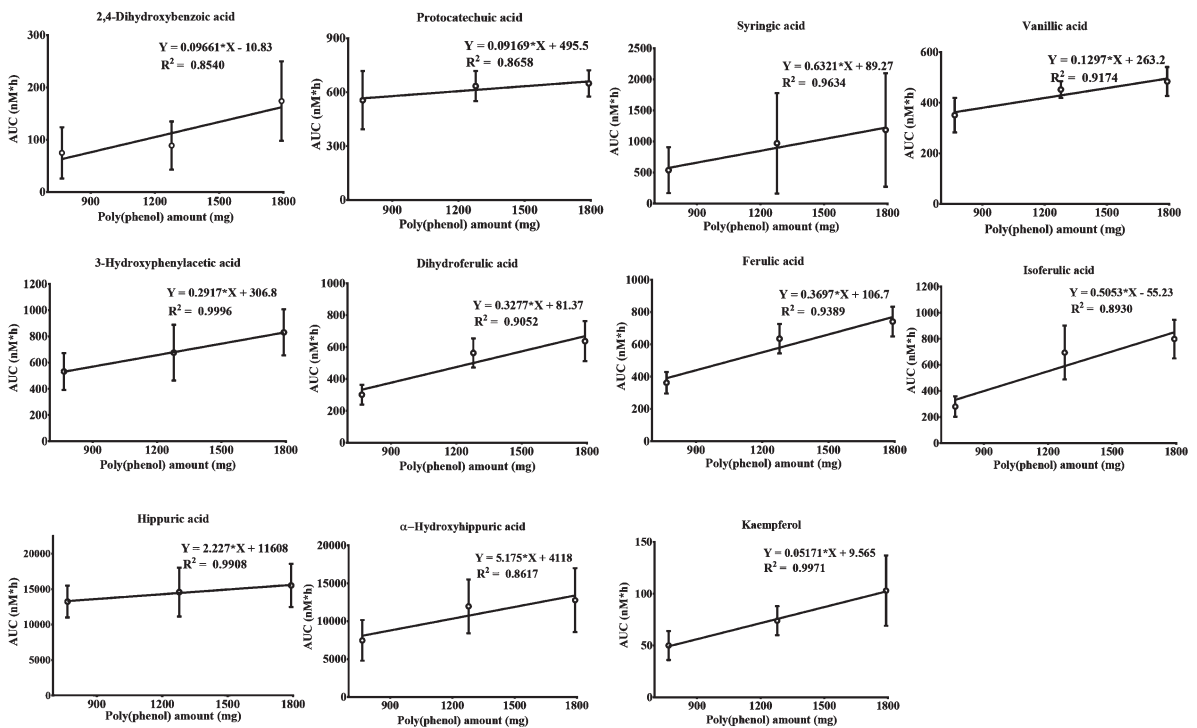 2,4-Dihydroxybenzoic acid
Y = 0.09661*X - 10.83
R² = 0.8540
AUC (nM*h)
300
200
100
0
900
1200
1500
1800
Poly(phenol) amount (mg)
Protocatechuic acid
Y = 0.09169*X + 495.5
R² = 0.8658
AUC (nM*h)
900
600
300
0
900
1200
1500
1800
Poly(phenol) amount (mg)
Syringic acid
Y = 0.6321*X + 89.27
R² = 0.9634
AUC (nM*h)
2500
2000
1500
1000
500
0
900
1200
1500
1800
Poly(phenol) amount (mg)
Vanillic acid
Y = 0.1297*X + 263.2
R² = 0.9174
AUC (nM*h)
600
400
200
0
900
1200
1500
1800
Poly(phenol) amount (mg)
3-Hydroxyphenylacetic acid
Y = 0.2917*X + 306.8
R² = 0.9996
AUC (nM*h)
1200
1000
800
600
400
200
0
900
1200
1500
1800
Poly(phenol) amount (mg)
Dihydroferulic acid
Y = 0.3277*X + 81.37
R² = 0.9052
AUC (nM*h)
1000
800
600
400
200
0
900
1200
1500
1800
Poly(phenol) amount (mg)
Ferulic acid
Y = 0.3697*X + 106.7
R² = 0.9389
AUC (nM*h)
1000
800
600
400
200
0
900
1200
1500
1800
Poly(phenol) amount (mg)
Isoferulic acid
Y = 0.5053*X - 55.23
R² = 0.8930
AUC (nM*h)
1200
1000
800
600
400
200
0
900
1200
1500
1800
Poly(phenol) amount (mg)
Hippuric acid
Y = 2.227*X + 11608
R² = 0.9908
AUC (nM*h)
20000
15000
10000
5000
0
900
1200
1500
1800
Poly(phenol) amount (mg)
α−Hydroxyhippuric acid
Y = 5.175*X + 4118
R² = 0.8617
AUC (nM*h)
20000
15000
10000
5000
0
900
1200
1500
1800
Poly(phenol) amount (mg)
Kaempferol
Y = 0.05171*X + 9.565
R² = 0.9971
AUC (nM*h)
150
100
50
0
900
1200
1500
1800
Poly(phenol) amount (mg)